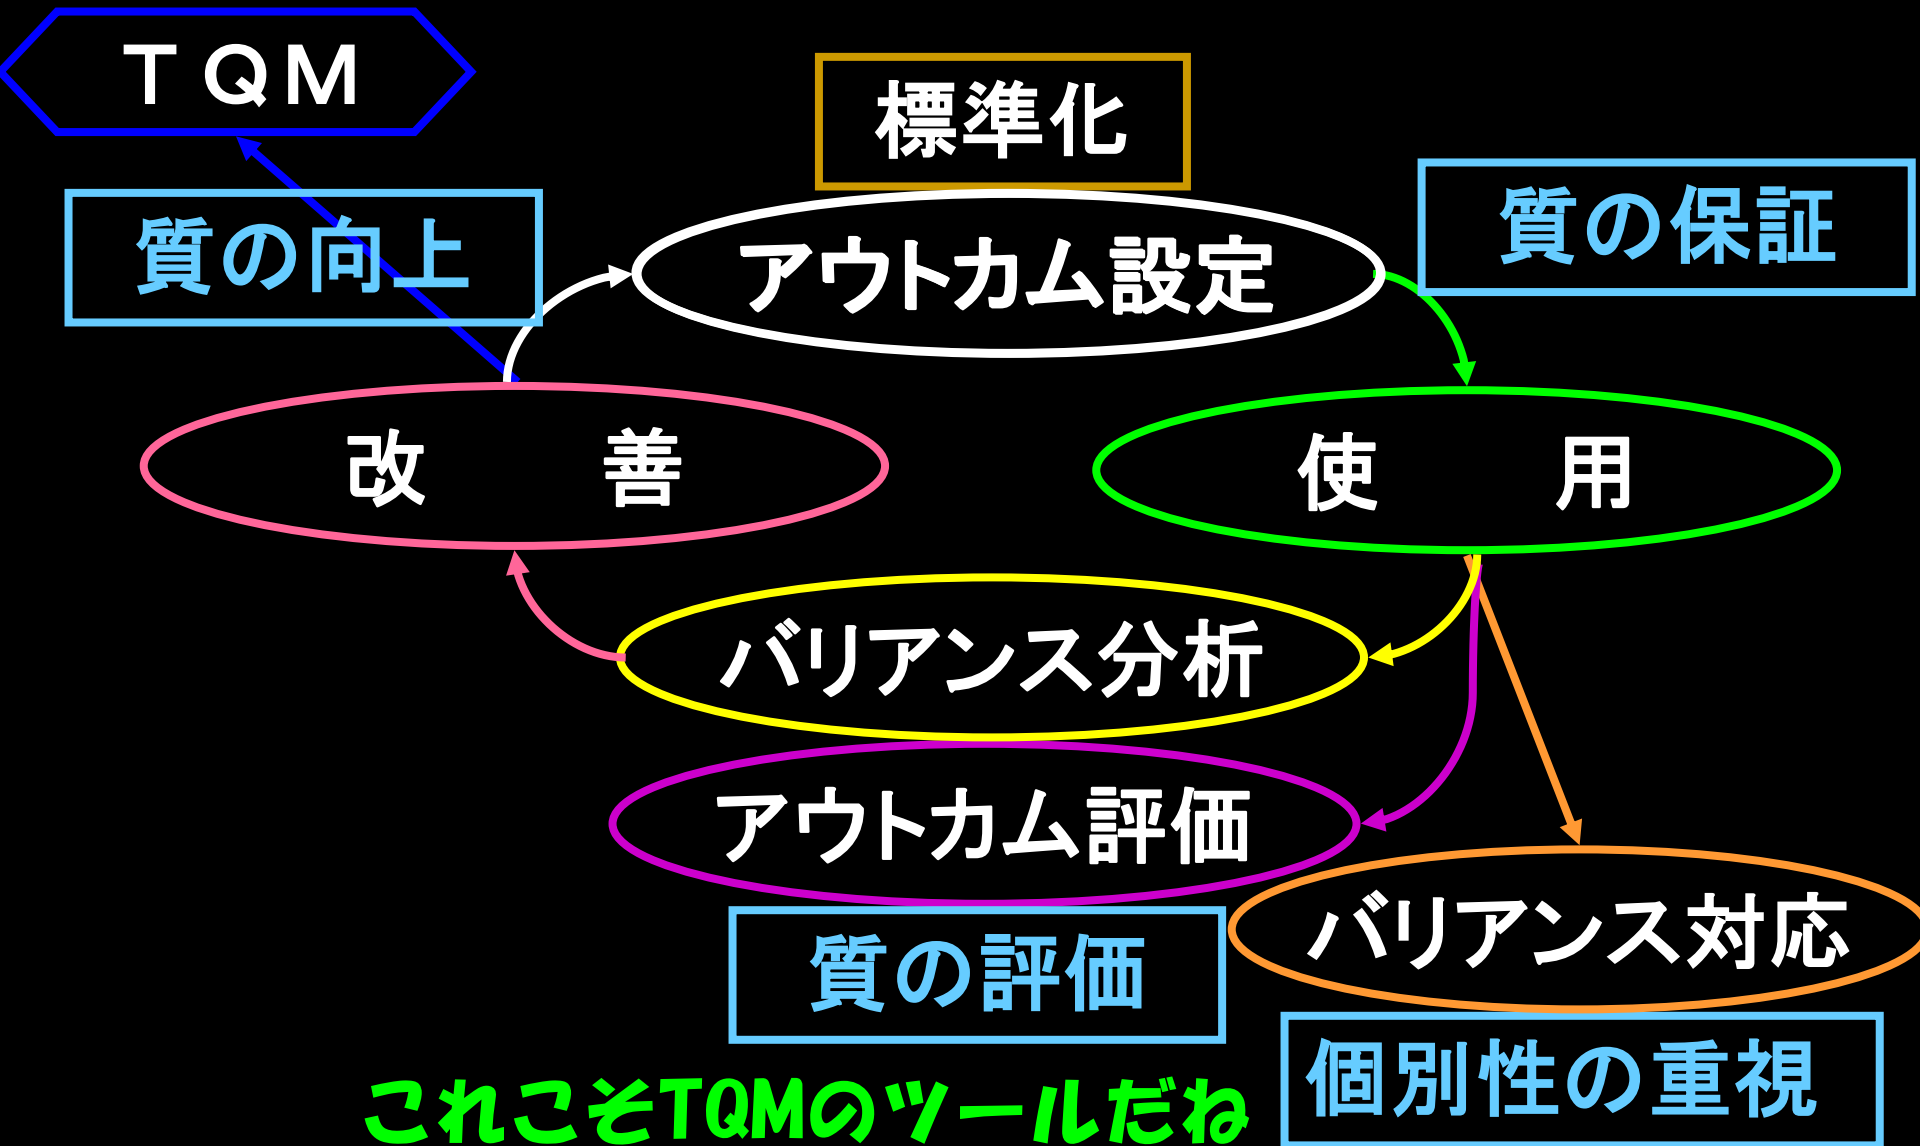 TQM
標準化
質の保証
質の向上
アウトカム設定
改　善
使　用
バリアンス分析
アウトカム評価
バリアンス対応
質の評価
個別性の重視
これこそTQMのツールだね